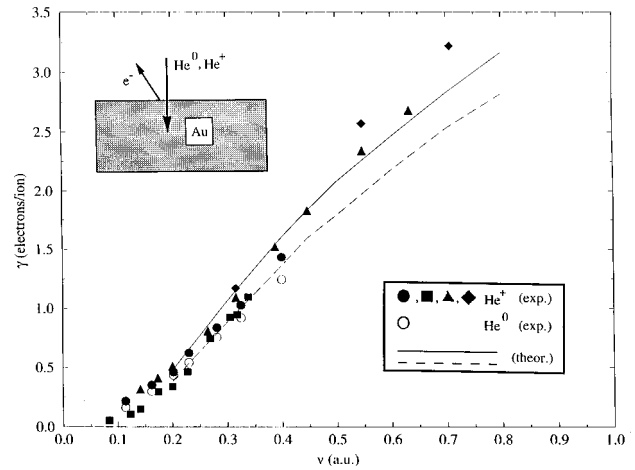 3.5
3.0
2.5
2.0
1.5
1.0
0.5
0.0
γ (electrons/ion)
e⁻
He⁰, He⁺
Au
, , , He⁺ (exp.)
He⁰ (exp.)
(theor.)
0.0 0.1 0.2 0.3 0.4 0.5 0.6 0.7 0.8 0.9 1.0
v (a.u.)